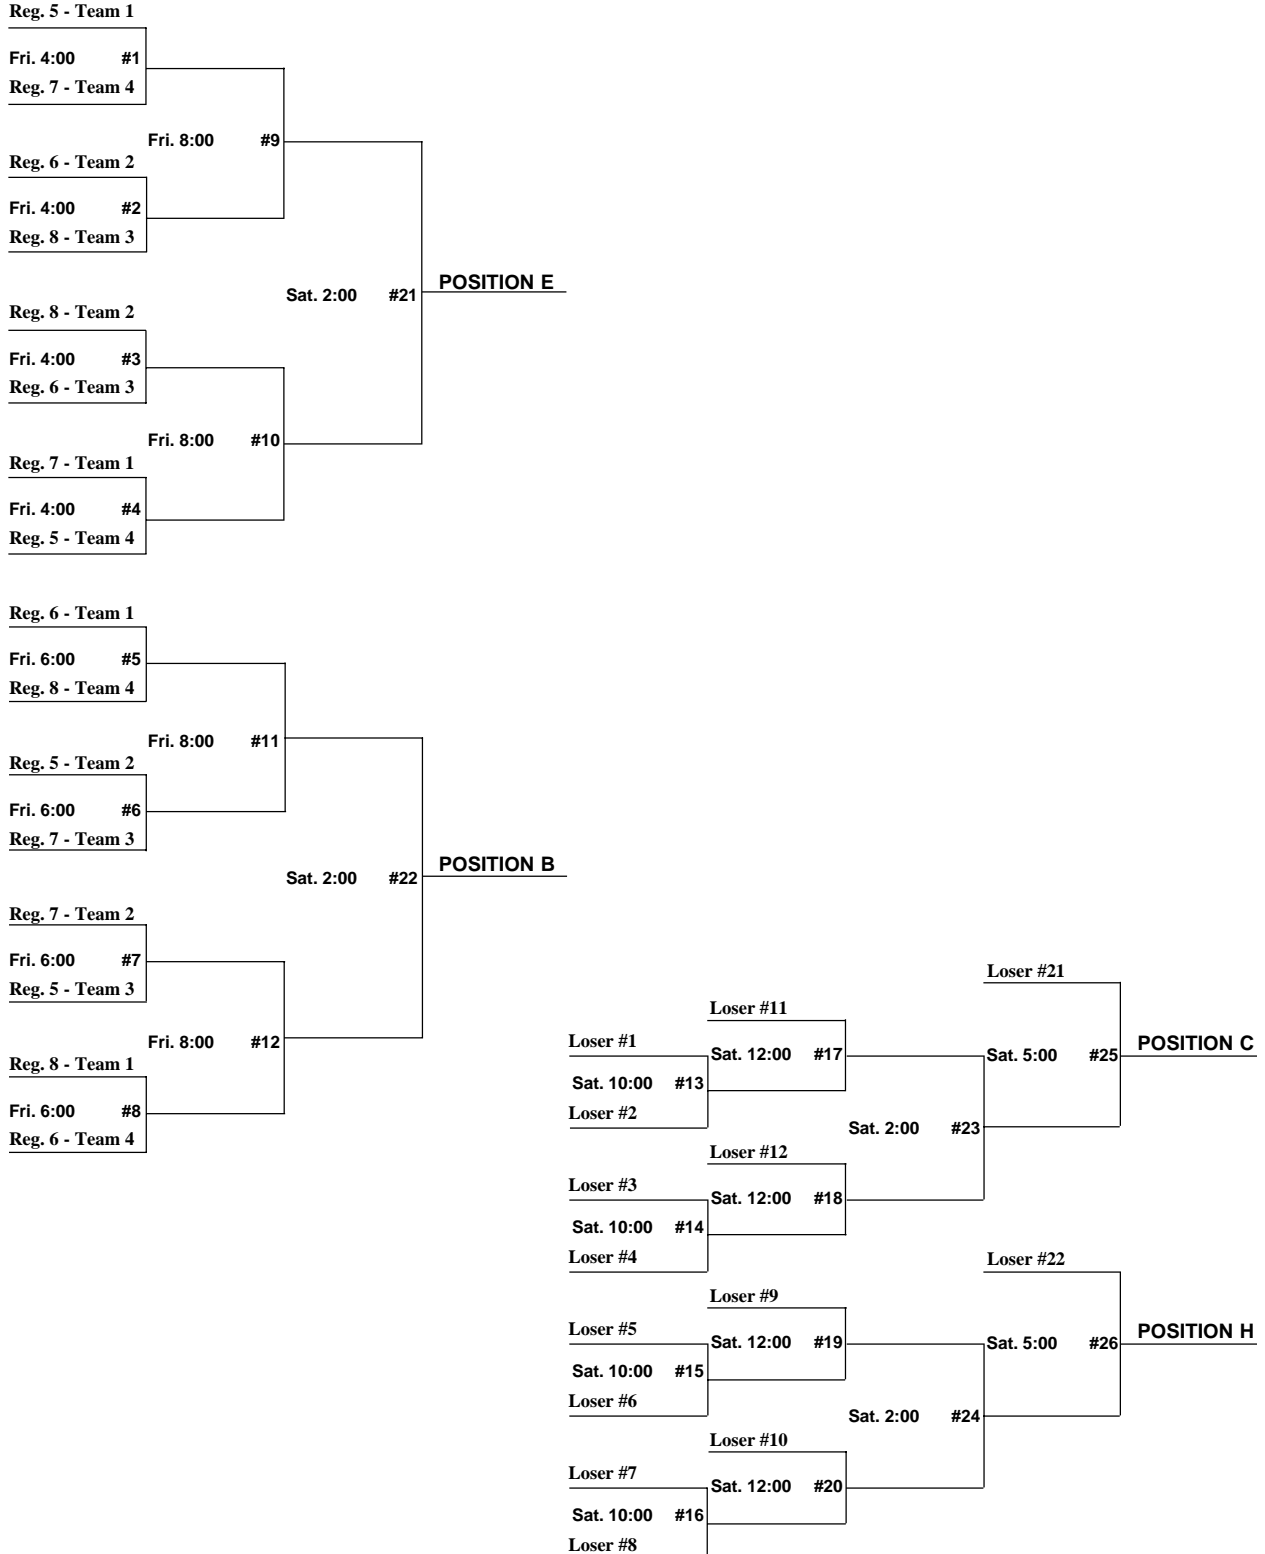 Reg. 5 - Team 1
Fri. 4:00 #1
Reg. 7 - Team 4
Fri. 8:00 #9
Reg. 6 - Team 2
Fri. 4:00 #2
Reg. 8 - Team 3
POSITION E
Sat. 2:00 #21
Reg. 8 - Team 2
Fri. 4:00 #3
Reg. 6 - Team 3
Fri. 8:00 #10
Reg. 7 - Team 1
Fri. 4:00 #4
Reg. 5 - Team 4
Reg. 6 - Team 1
Fri. 6:00 #5
Reg. 8 - Team 4
Fri. 8:00 #11
Reg. 5 - Team 2
Fri. 6:00 #6
Reg. 7 - Team 3
POSITION B
Sat. 2:00 #22
Reg. 7 - Team 2
Fri. 6:00 #7
Reg. 5 - Team 3
Fri. 8:00 #12
Reg. 8 - Team 1
Fri. 6:00 #8
Reg. 6 - Team 4
Loser #21
Loser #11
Loser #1
Sat. 12:00 #17
Sat. 5:00 #25
POSITION C
Sat. 10:00 #13
Loser #2
Sat. 2:00 #23
Loser #12
Loser #3
Sat. 12:00 #18
Sat. 10:00 #14
Loser #4
Loser #22
Loser #9
Loser #5
Sat. 12:00 #19
Sat. 5:00 #26
POSITION H
Sat. 10:00 #15
Loser #6
Sat. 2:00 #24
Loser #10
Loser #7
Sat. 12:00 #20
Sat. 10:00 #16
Loser #8